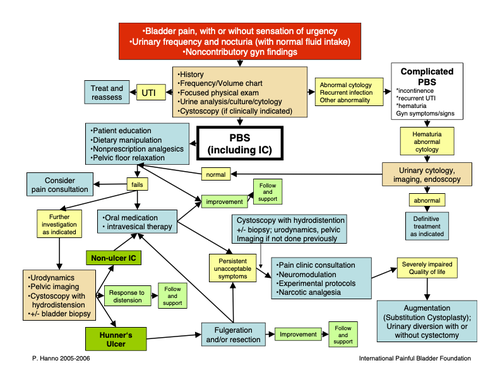 •Bladder pain, with or wihout sensation of urgency
•Urinary frequency and nocturia (with normal fluid intake)
•Noncontributory gyn findings
•History
•Frequency/Volume chart
•Focused physical exam
•Urine analysis/culture/cytology
•Cystoscopy (if clinically indicated)
Treat and
reassess
UTI
Abnormal cytology
Recurrent infection
Other abnormality
Complicated
PBS
*incontinence
*recurrent UTI
*hematuria
Gyn symptoms/signs
•Patient education
•Dietary manipulation
•Nonprescription analgesics
•Pelvic floor relaxation
PBS
(including IC)
Hematuria
abnormal
cytology
Urinary cytology,
imaging, endoscopy
normal
Consider
pain consultation
fails
improvement
Follow
and
support
abnormal
Further
investigation
as indicated
•Oral medication
• intravesical therapy
Cystoscopy with hydrodistention
+/- biopsy; urodynamics, pelvic
Imaging if not done previously
Definitive
treatment
as indicated
Non-ulcer IC
•Urodynamics
•Pelvic imaging
•Cystoscopy with
hydrodistension
•+/- bladder biopsy
Response to
distension
Follow
and
support
Persistent
unacceptable
symptoms
•Pain clinic consultation
•Neuromodulation
•Experimental protocols
•Narcotic analgesia
Severely impaired
Quality of life
Hunner's
Ulcer
Fulgeration
and/or resection
Improvement
Follow
and
support
Augmentation
(Substitution Cystoplasty);
Urinary diversion with or
without cystectomy
P. Hanno 2005-2006
International Painful Bladder Foundation